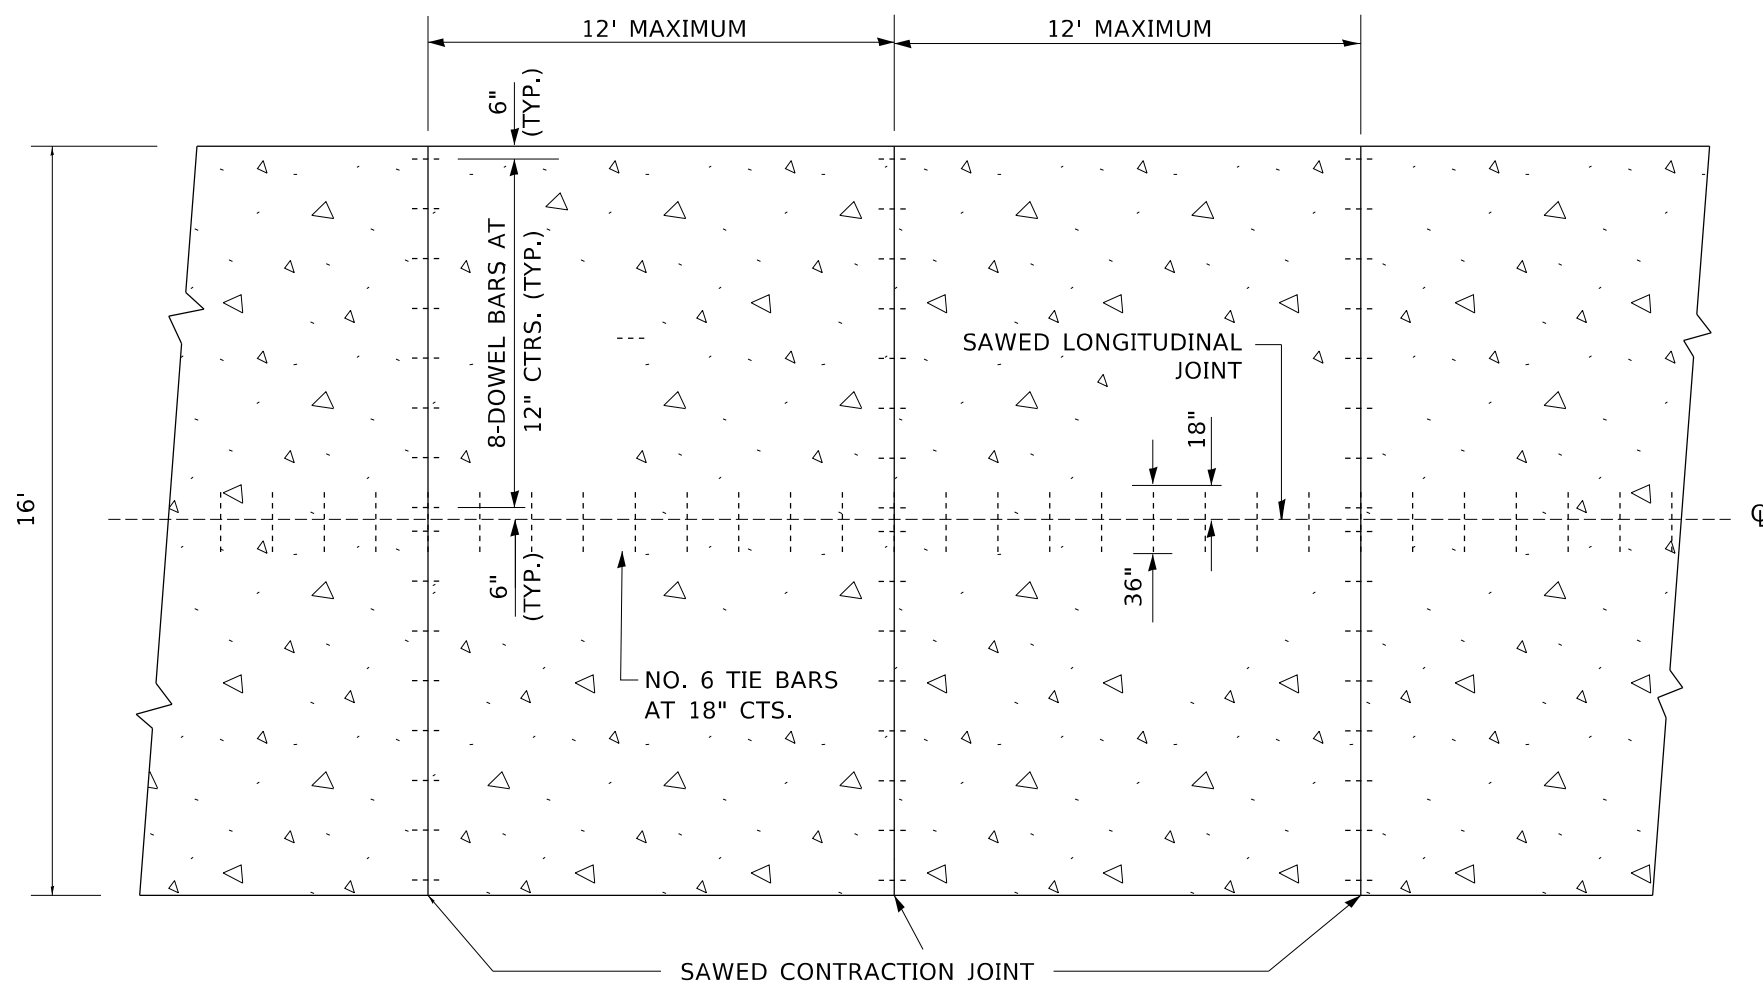 12' MAXIMUM
12' MAXIMUM
6"
(TYP.)
8-DOWEL BARS AT
12" CTRS. (TYP.)
SAWED LONGITUDINAL
JOINT
18"
16'
℄
6"
(TYP.)
36"
NO. 6 TIE BARS
AT 18" CTS.
SAWED CONTRACTION JOINT